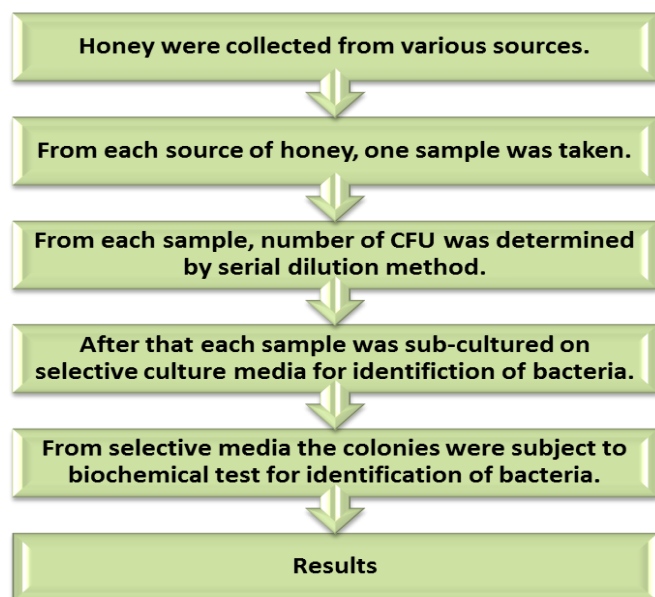 Honey were collected from various sources.
From each source of honey, one sample was taken.
From each sample, number of CFU was determined
by serial dilution method.
After that each sample was sub-cultured on
selective culture media for identifiction of bacteria.
From selective media the colonies were subject to
biochemical test for identification of bacteria.
Results